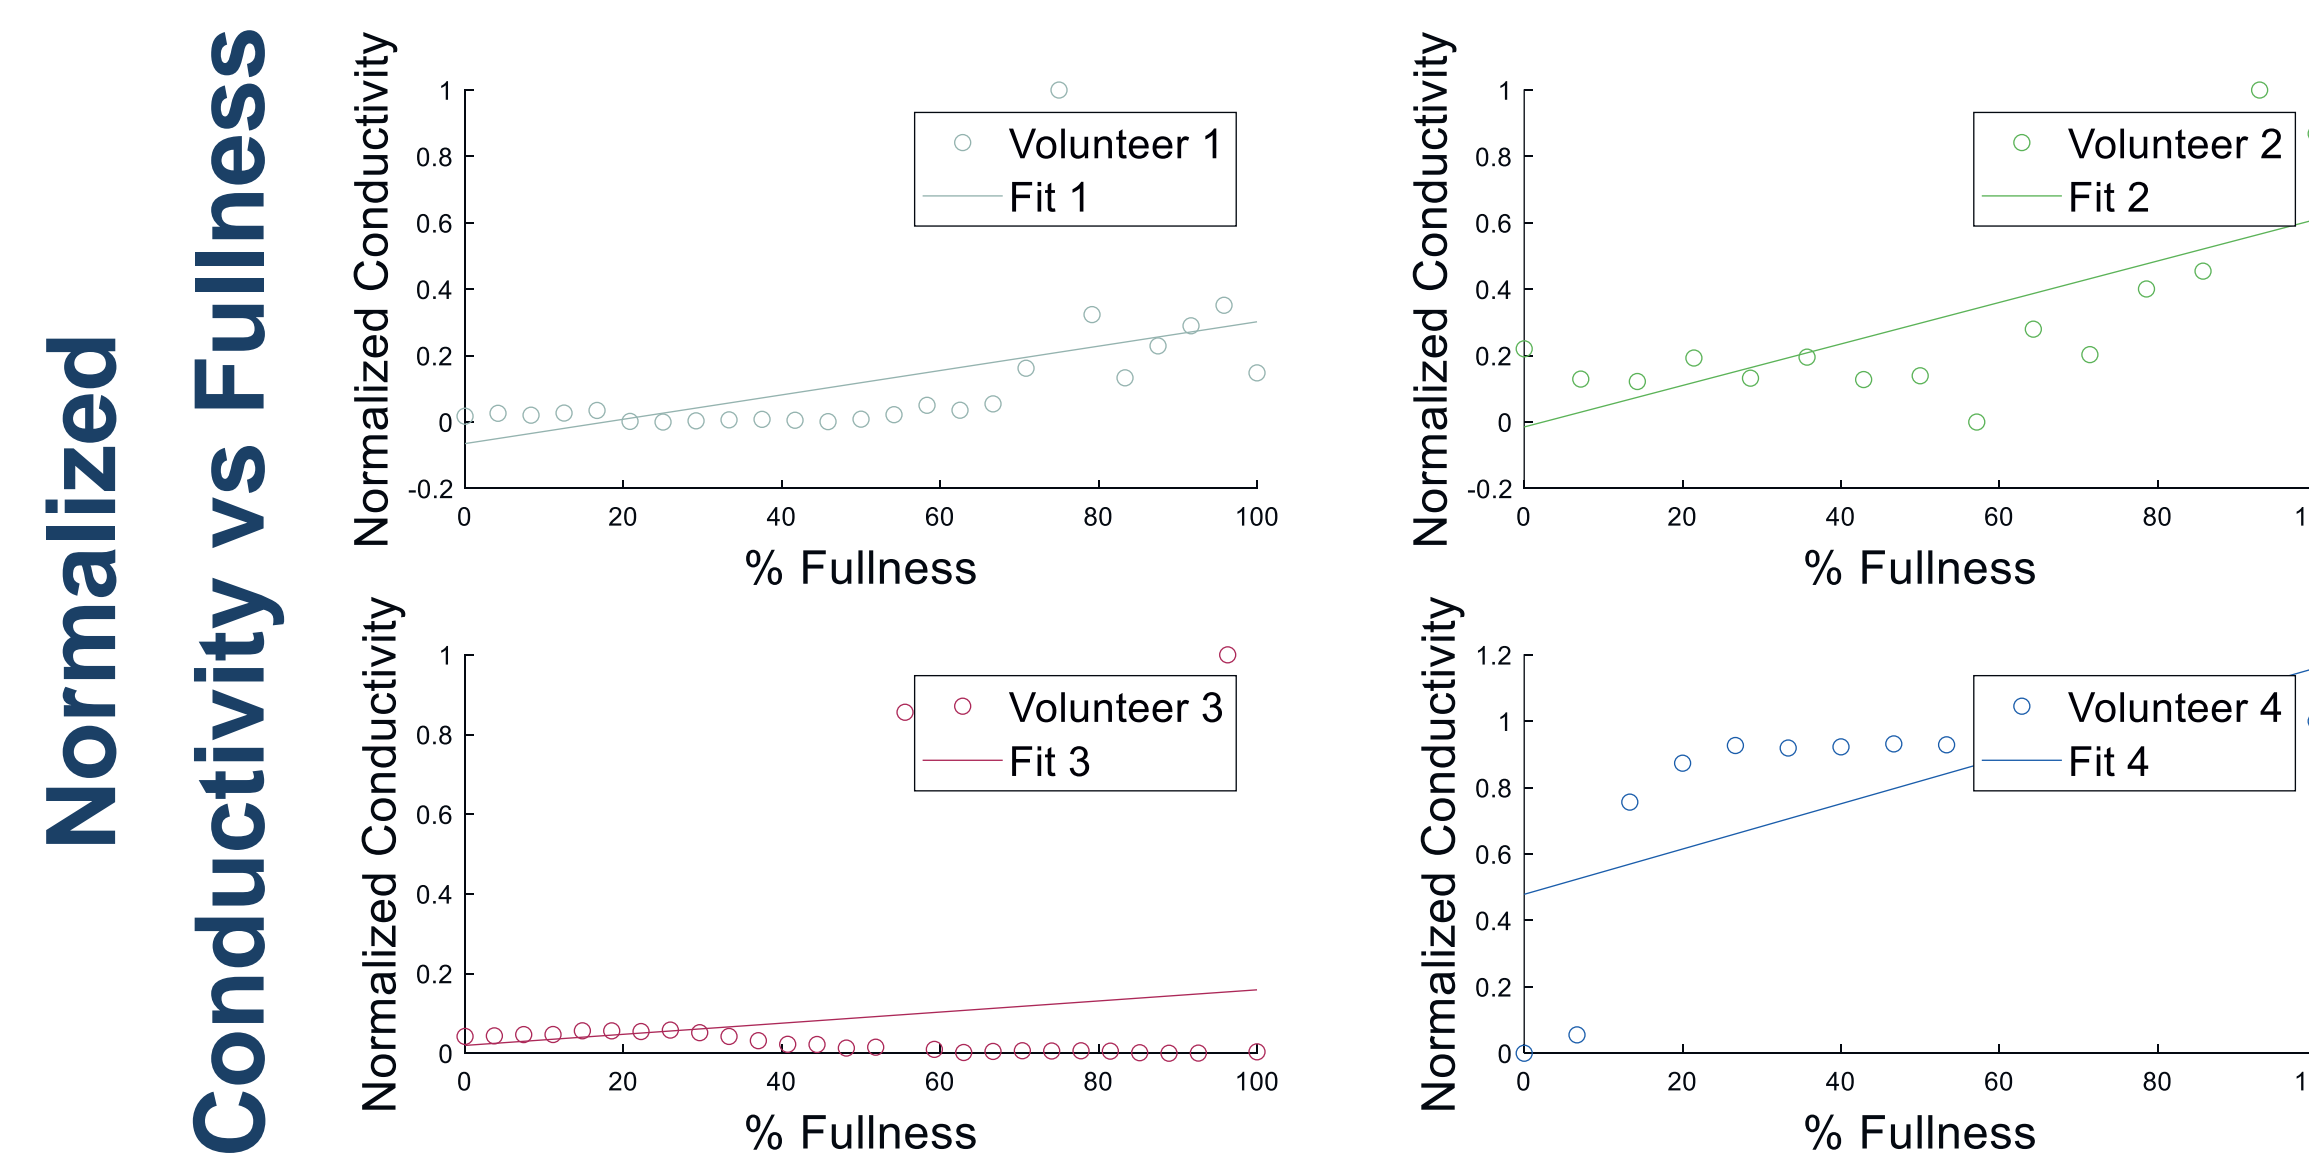 Normalized
Conductivity vs Fullness
Normalized Conductivity
1
0.8
0.6
0.4
0.2
0
-0.2
0 20 40 60 80 100
% Fullness
Volunteer 1
Fit 1
Normalized Conductivity
1
0.8
0.6
0.4
0.2
0
-0.2
0 20 40 60 80 1
% Fullness
Volunteer 2
Fit 2
Normalized Conductivity
1
0.8
0.6
0.4
0.2
0
0 20 40 60 80 100
% Fullness
Volunteer 3
Fit 3
Normalized Conductivity
1.2
1
0.8
0.6
0.4
0.2
0
0 20 40 60 80 1
% Fullness
Volunteer 4
Fit 4